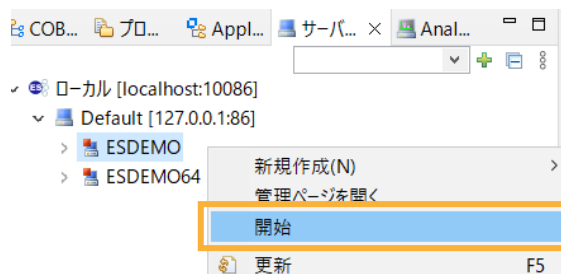 COB... プロ... Appl... サーバ... Anal...
ローカル [localhost:10086]
Default [127.0.0.1:86]
ESDEMO
ESDEMO64
新規作成(N)
管理ページを開く
開始
更新 F5